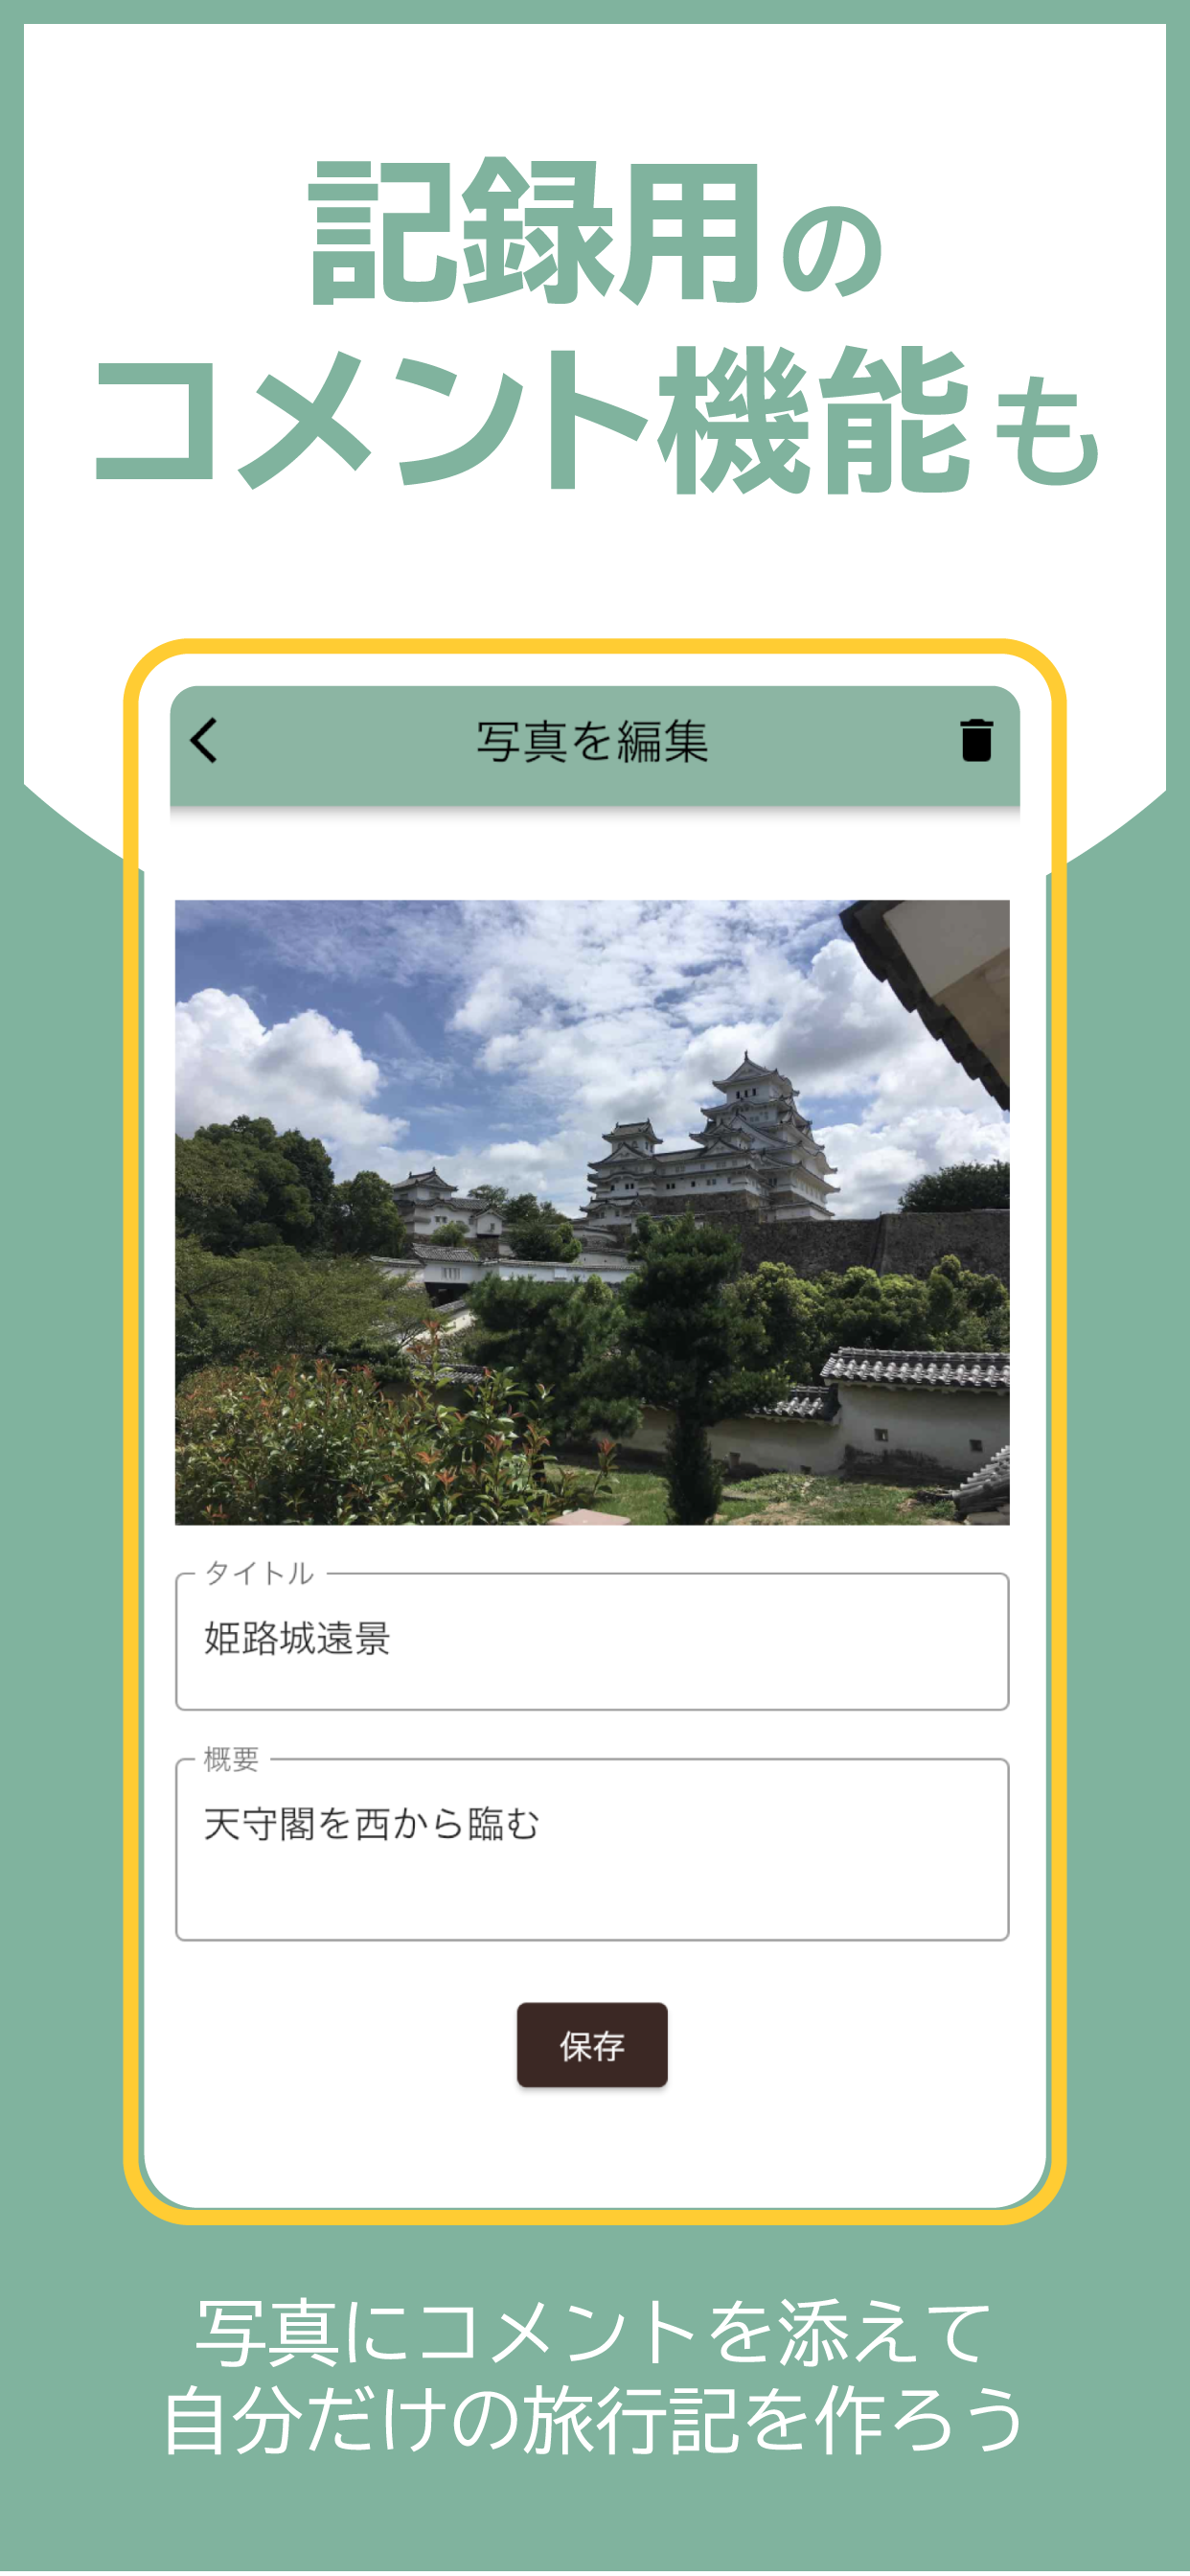 記録用の
コメント機能も
写真を編集
タイトル
姫路城遠景
概要
天守閣を西から臨む
保存
写真にコメントを添えて
自分だけの旅行記を作ろう